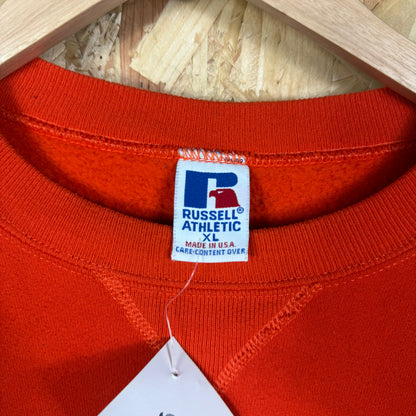 R
RUSSELL®
ATHLETIC
XL
MADE IN U.S.A.
CARE-CONTENT OVER